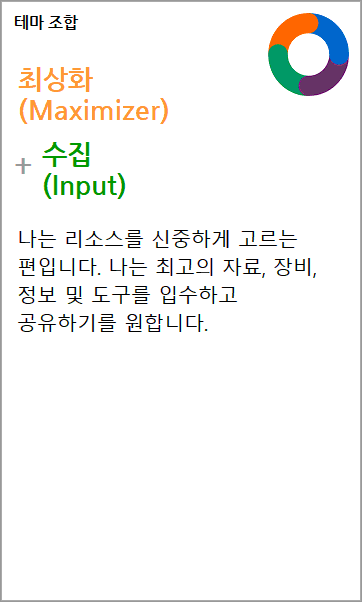 테마 조합
최상화
(Maximizer)
+ 수집
(Input)
나는 리소스를 신중하게 고르는
편입니다. 나는 최고의 자료, 장비,
정보 및 도구를 입수하고
공유하기를 원합니다.